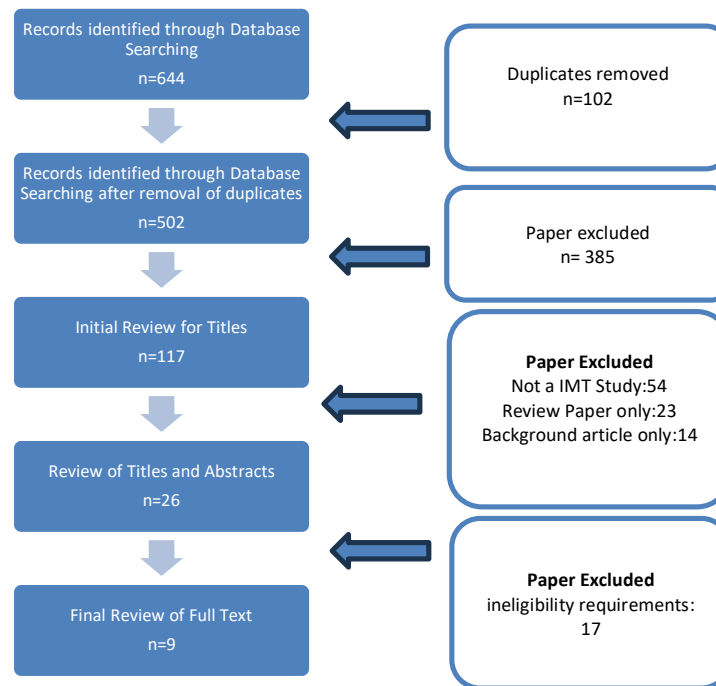 Records identified through Database
Searching
n=644
Duplicates removed
n=102
Records identified through Database
Searching after removal of duplicates
n=502
Paper excluded
n= 385
Initial Review for Titles
n=117
Paper Excluded
Not a IMT Study:54
Review Paper only:23
Background article only:14
Review of Titles and Abstracts
n=26
Paper Excluded
ineligibility requirements:
17
Final Review of Full Text
n=9